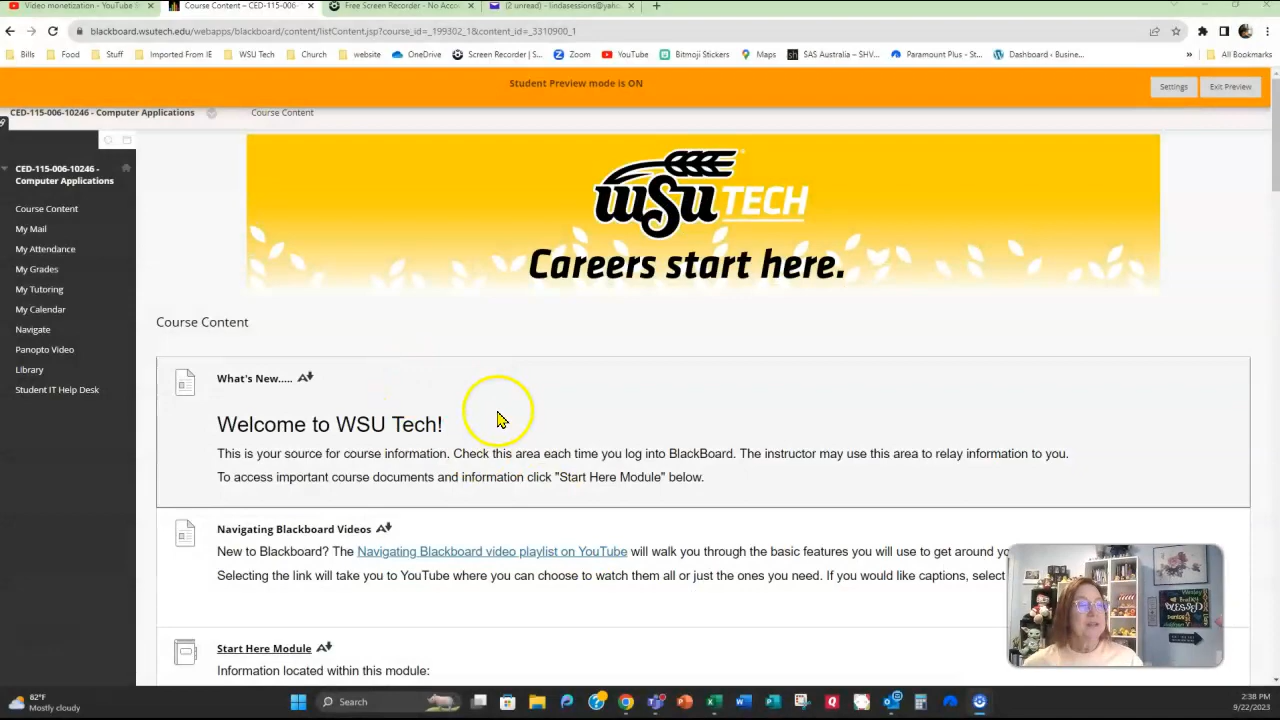 Video monetization - YouTube S
Course Content – CED-115-006-
Free Screen Recorder - No Acco
(2 unread) - lindasessions@yaho
blackboard.wsutech.edu/webapps/blackboard/content/listContent.jsp?course_id=_199302_1&content_id=_3310900_1
Bills
Food
Stuff
Imported From IE
WSU Tech
Church
website
OneDrive
Screen Recorder | S...
Zoom
YouTube
Bitmoji Stickers
Maps
SAS Australia – SHV...
Paramount Plus - St...
Dashboard ‹ Busine...
»
All Bookmarks
Student Preview mode is ON
Settings
Exit Preview
CED-115-006-10246 - Computer Applications
Course Content
CED-115-006-10246 -
Computer Applications
Course Content
My Mail
My Attendance
My Grades
My Tutoring
My Calendar
Navigate
Panopto Video
Library
Student IT Help Desk
WSU TECH
Careers start here.
Course Content
What's New.....
Welcome to WSU Tech!
This is your source for course information. Check this area each time you log into BlackBoard. The instructor may use this area to relay information to you.
To access important course documents and information click "Start Here Module" below.
Navigating Blackboard Videos
New to Blackboard? The Navigating Blackboard video playlist on YouTube will walk you through the basic features you will use to get around yo
Selecting the link will take you to YouTube where you can choose to watch them all or just the ones you need. If you would like captions, select
BLESSED
Start Here Module
Information located within this module:
82°F
Mostly cloudy
Search
2:38 PM
9/22/2023